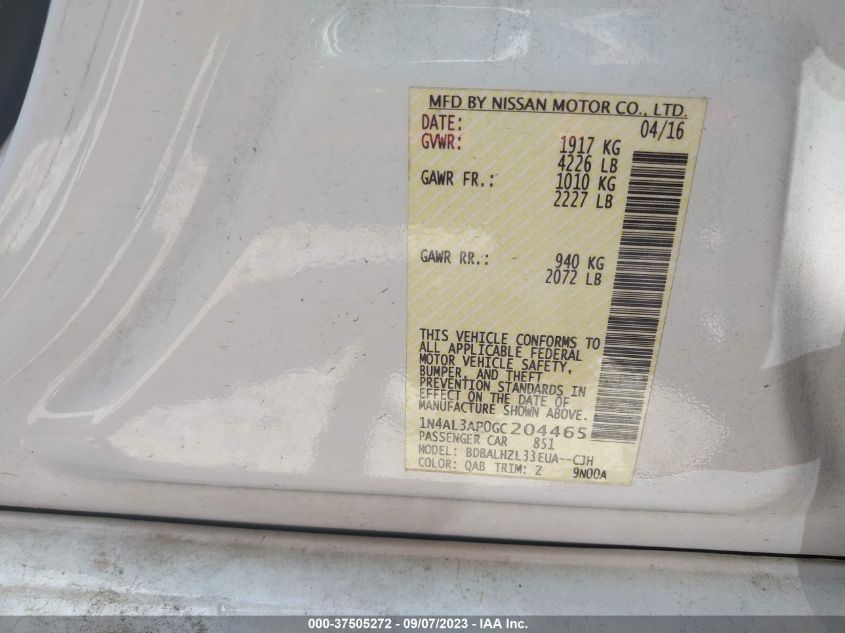 MFD BY NISSAN MOTOR CO., LTD.
DATE: 04/16
GVWR: 1917 KG
4226 LB
GAWR FR.: 1010 KG
2227 LB
GAWR RR.: 940 KG
2072 LB
THIS VEHICLE CONFORMS TO
ALL APPLICABLE FEDERAL
MOTOR VEHICLE SAFETY,
BUMPER, AND THEFT
PREVENTION STANDARDS IN
EFFECT ON THE DATE OF
MANUFACTURE SHOWN ABOVE.
1N4AL3AP0GC204465
PASSENGER CAR 851
MODEL: BDBALHZL33EUA--CJH
COLOR: QAB TRIM: Z 9N00A
000-37505272 - 09/07/2023 - Copyright IAA, Inc.